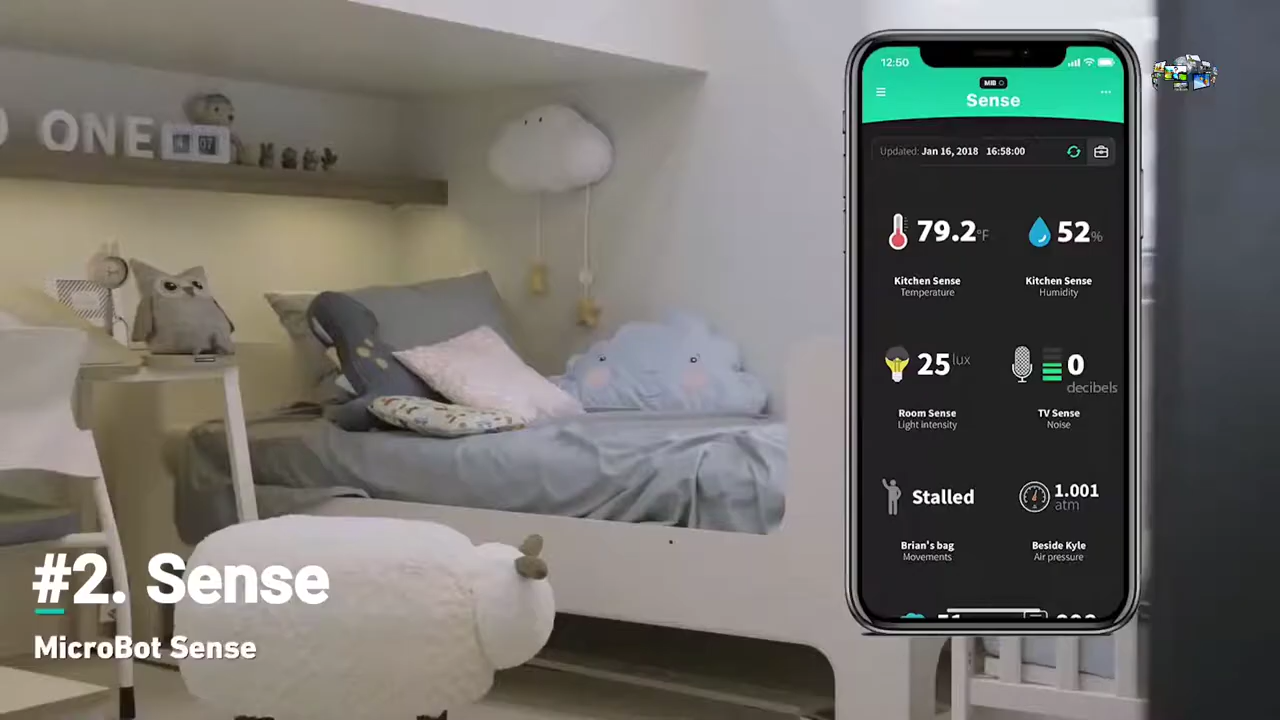 ONE
12:50
MIB
Sense
Updated: Jan 16, 2018 16:58:00
79.2°F
52%
Kitchen Sense
Temperature
Kitchen Sense
Humidity
25 lux
0
decibels
Room Sense
Light intensity
TV Sense
Noise
Stalled
1.001
atm
Brian's bag
Movements
Beside Kyle
Air pressure
#2. Sense
MicroBot Sense